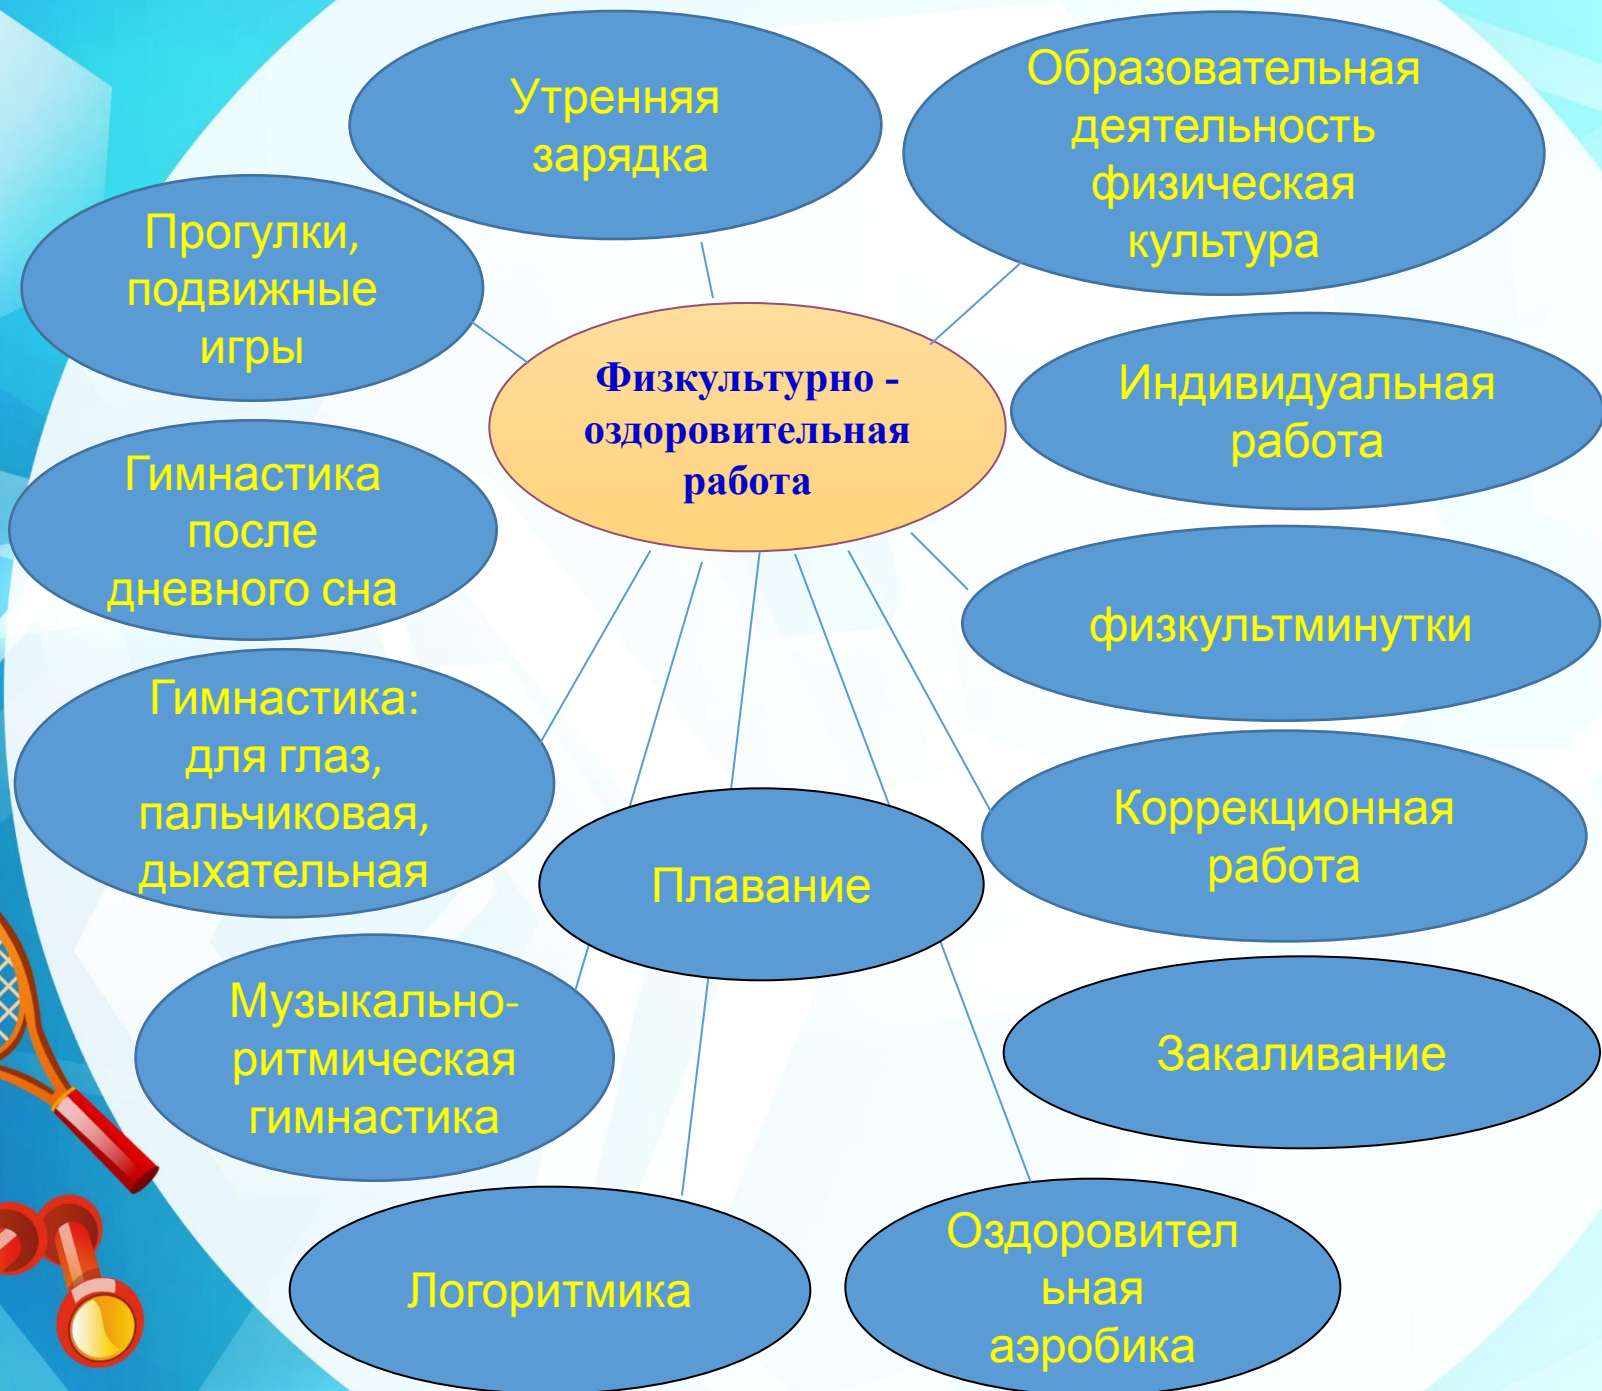 Утренняя
зарядка
Образовательная
деятельность
физическая
культура
Прогулки,
подвижные
игры
Физкультурно -
оздоровительная
работа
Индивидуальная
работа
Гимнастика
после
дневного сна
физкультминутки
Гимнастика:
для глаз,
пальчиковая,
дыхательная
Коррекционная
работа
Плавание
Музыкально-
ритмическая
гимнастика
Закаливание
Логоритмика
Оздоровител
ьная
аэробика